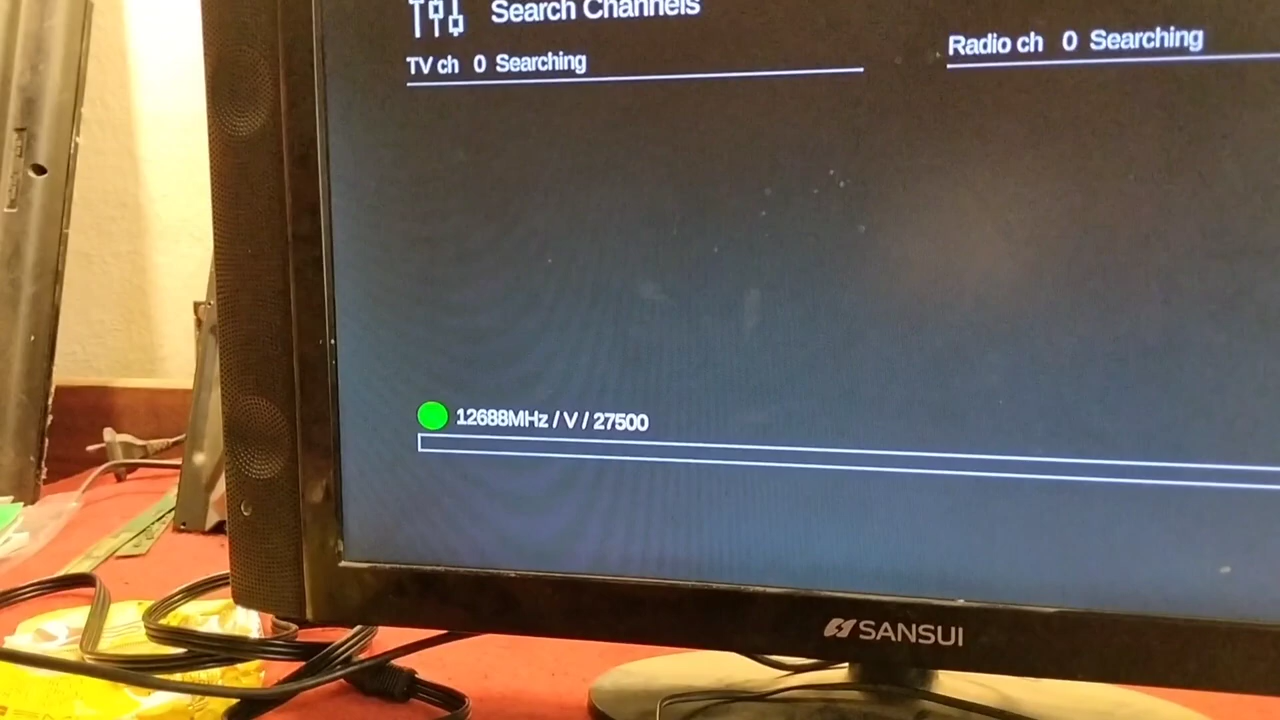 Search Channels
TV ch 0 Searching
Radio ch 0 Searching
12688MHz / V / 27500
SANSUI